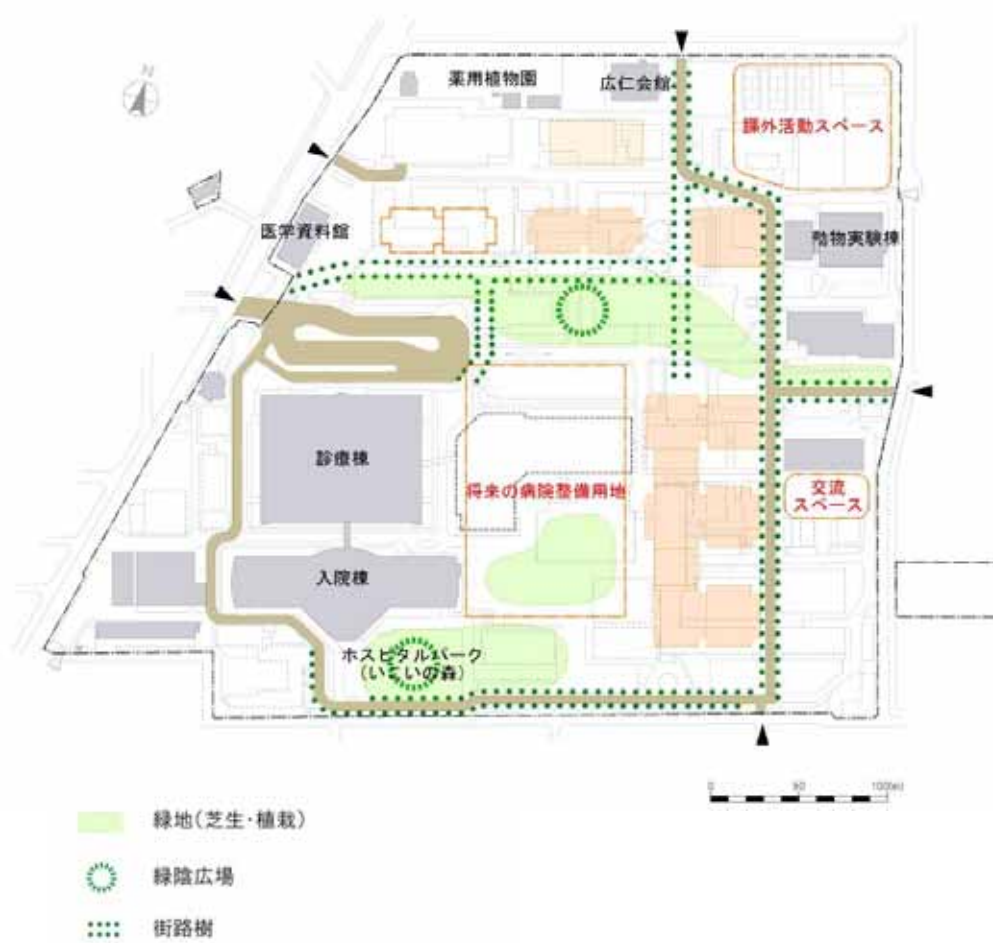 N
薬用植物園
広仁会館
課外活動スペース
医学資料館
動物実験棟
診療棟
将来の病院整備用地
交流
スペース
入院棟
ホスピタルパーク
(いこいの森)
0 50 100(m)
緑地(芝生・植栽)
緑陰広場
街路樹